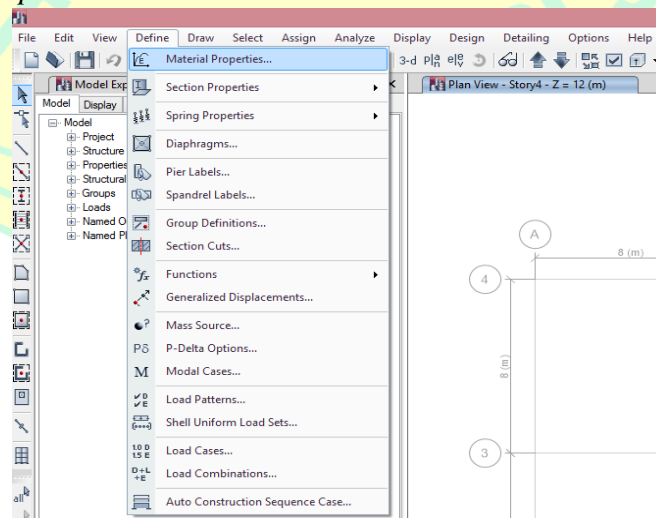 File Edit View Define Draw Select Assign Analyze Display Design Detailing Options Help
3-d
Model Exp
Plan View - Story4 - Z = 12 (m)
Model Display
Model
Project
Structure
Properties
Structural
Groups
Loads
Named O
Named Pl
Material Properties...
Section Properties
Spring Properties
Diaphragms...
Pier Labels...
Spandrel Labels...
Group Definitions...
Section Cuts...
Functions
Generalized Displacements...
Mass Source...
Pδ P-Delta Options...
M Modal Cases...
Load Patterns...
Shell Uniform Load Sets...
Load Cases...
Load Combinations...
Auto Construction Sequence Case...
all
A
8 (m)
4
8 (m)
3